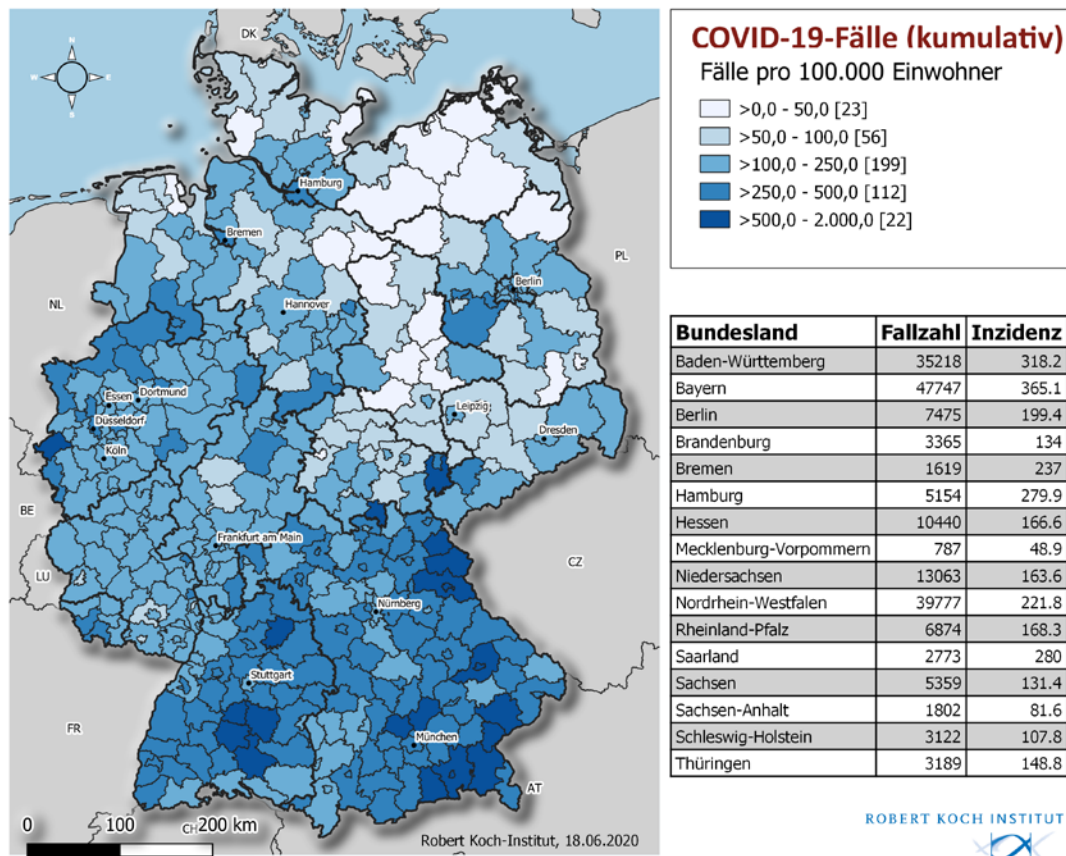 DK
N
W
E
S
Hamburg
Bremen
PL
Berlin
NL
Hannover
Essen
Dortmund
Leipzig
Düsseldorf
Dresden
Köln
BE
Frankfurt am Main
CZ
LU
Nürnberg
Stuttgart
FR
München
AT
CH
0 100 200 km
Robert Koch-Institut, 18.06.2020
COVID-19-Fälle (kumulativ)
Fälle pro 100.000 Einwohner
>0,0 - 50,0 [23]
>50,0 - 100,0 [56]
>100,0 - 250,0 [199]
>250,0 - 500,0 [112]
>500,0 - 2.000,0 [22]
Bundesland Fallzahl Inzidenz
Baden-Württemberg 35218 318.2
Bayern 47747 365.1
Berlin 7475 199.4
Brandenburg 3365 134
Bremen 1619 237
Hamburg 5154 279.9
Hessen 10440 166.6
Mecklenburg-Vorpommern 787 48.9
Niedersachsen 13063 163.6
Nordrhein-Westfalen 39777 221.8
Rheinland-Pfalz 6874 168.3
Saarland 2773 280
Sachsen 5359 131.4
Sachsen-Anhalt 1802 81.6
Schleswig-Holstein 3122 107.8
Thüringen 3189 148.8
ROBERT KOCH INSTITUT